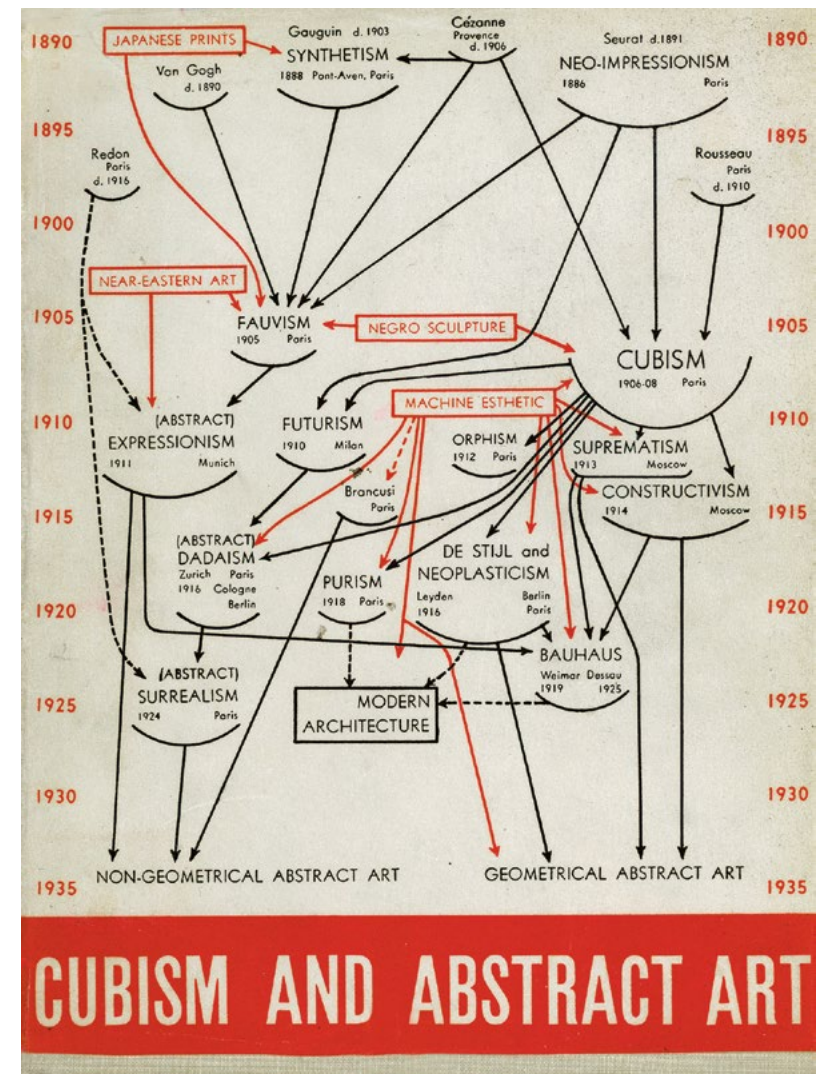 1890
JAPANESE PRINTS
Gauguin d. 1903
SYNTHETISM
1888 Pont-Aven, Paris
Cézanne
Provence
d. 1906
Seurat d.1891
NEO-IMPRESSIONISM
1886 Paris
1890
Van Gogh
d. 1890
1895
1895
Redon
Paris
d. 1916
Rousseau
Paris
d. 1910
1900
1900
NEAR-EASTERN ART
1905
FAUVISM
1905 Paris
NEGRO SCULPTURE
1905
CUBISM
1906-08 Paris
MACHINE ESTHETIC
1910
(ABSTRACT)
EXPRESSIONISM
1911 Munich
FUTURISM
1910 Milan
ORPHISM
1912 Paris
SUPREMATISM
1913 Moscow
1910
Brancusi
Paris
CONSTRUCTIVISM
1914 Moscow
1915
1915
(ABSTRACT)
DADAISM
Zurich Paris
1916 Cologne
Berlin
PURISM
1918 Paris
DE STIJL and
NEOPLASTICISM
Leyden Berlin
1916 Paris
1920
1920
BAUHAUS
Weimar Dessau
1919 1925
(ABSTRACT)
SURREALISM
1924 Paris
MODERN
ARCHITECTURE
1925
1925
1930
1930
NON-GEOMETRICAL ABSTRACT ART
GEOMETRICAL ABSTRACT ART
1935
1935
CUBISM AND ABSTRACT ART